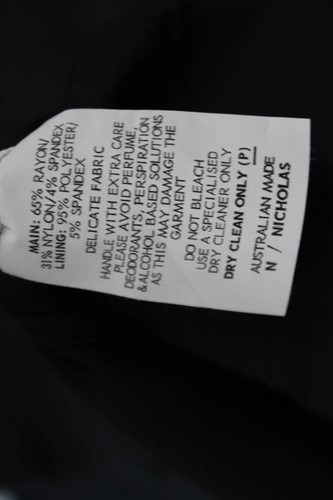 MAIN: 65% RAYON/
31% NYLON/4% SPANDEX
LINING: 95% POLYESTER/
5% SPANDEX
DELICATE FABRIC
HANDLE WITH EXTRA CARE
PLEASE AVOID PERFUME,
DEODORANTS, PERSPIRATION
&ALCOHOL BASED SOLUTIONS
AS THIS MAY DAMAGE THE
GARMENT
DO NOT BLEACH
USE A SPECIALISED
DRY CLEANER ONLY
DRY CLEAN ONLY (P)
AUSTRALIAN MADE
N / NICHOLAS